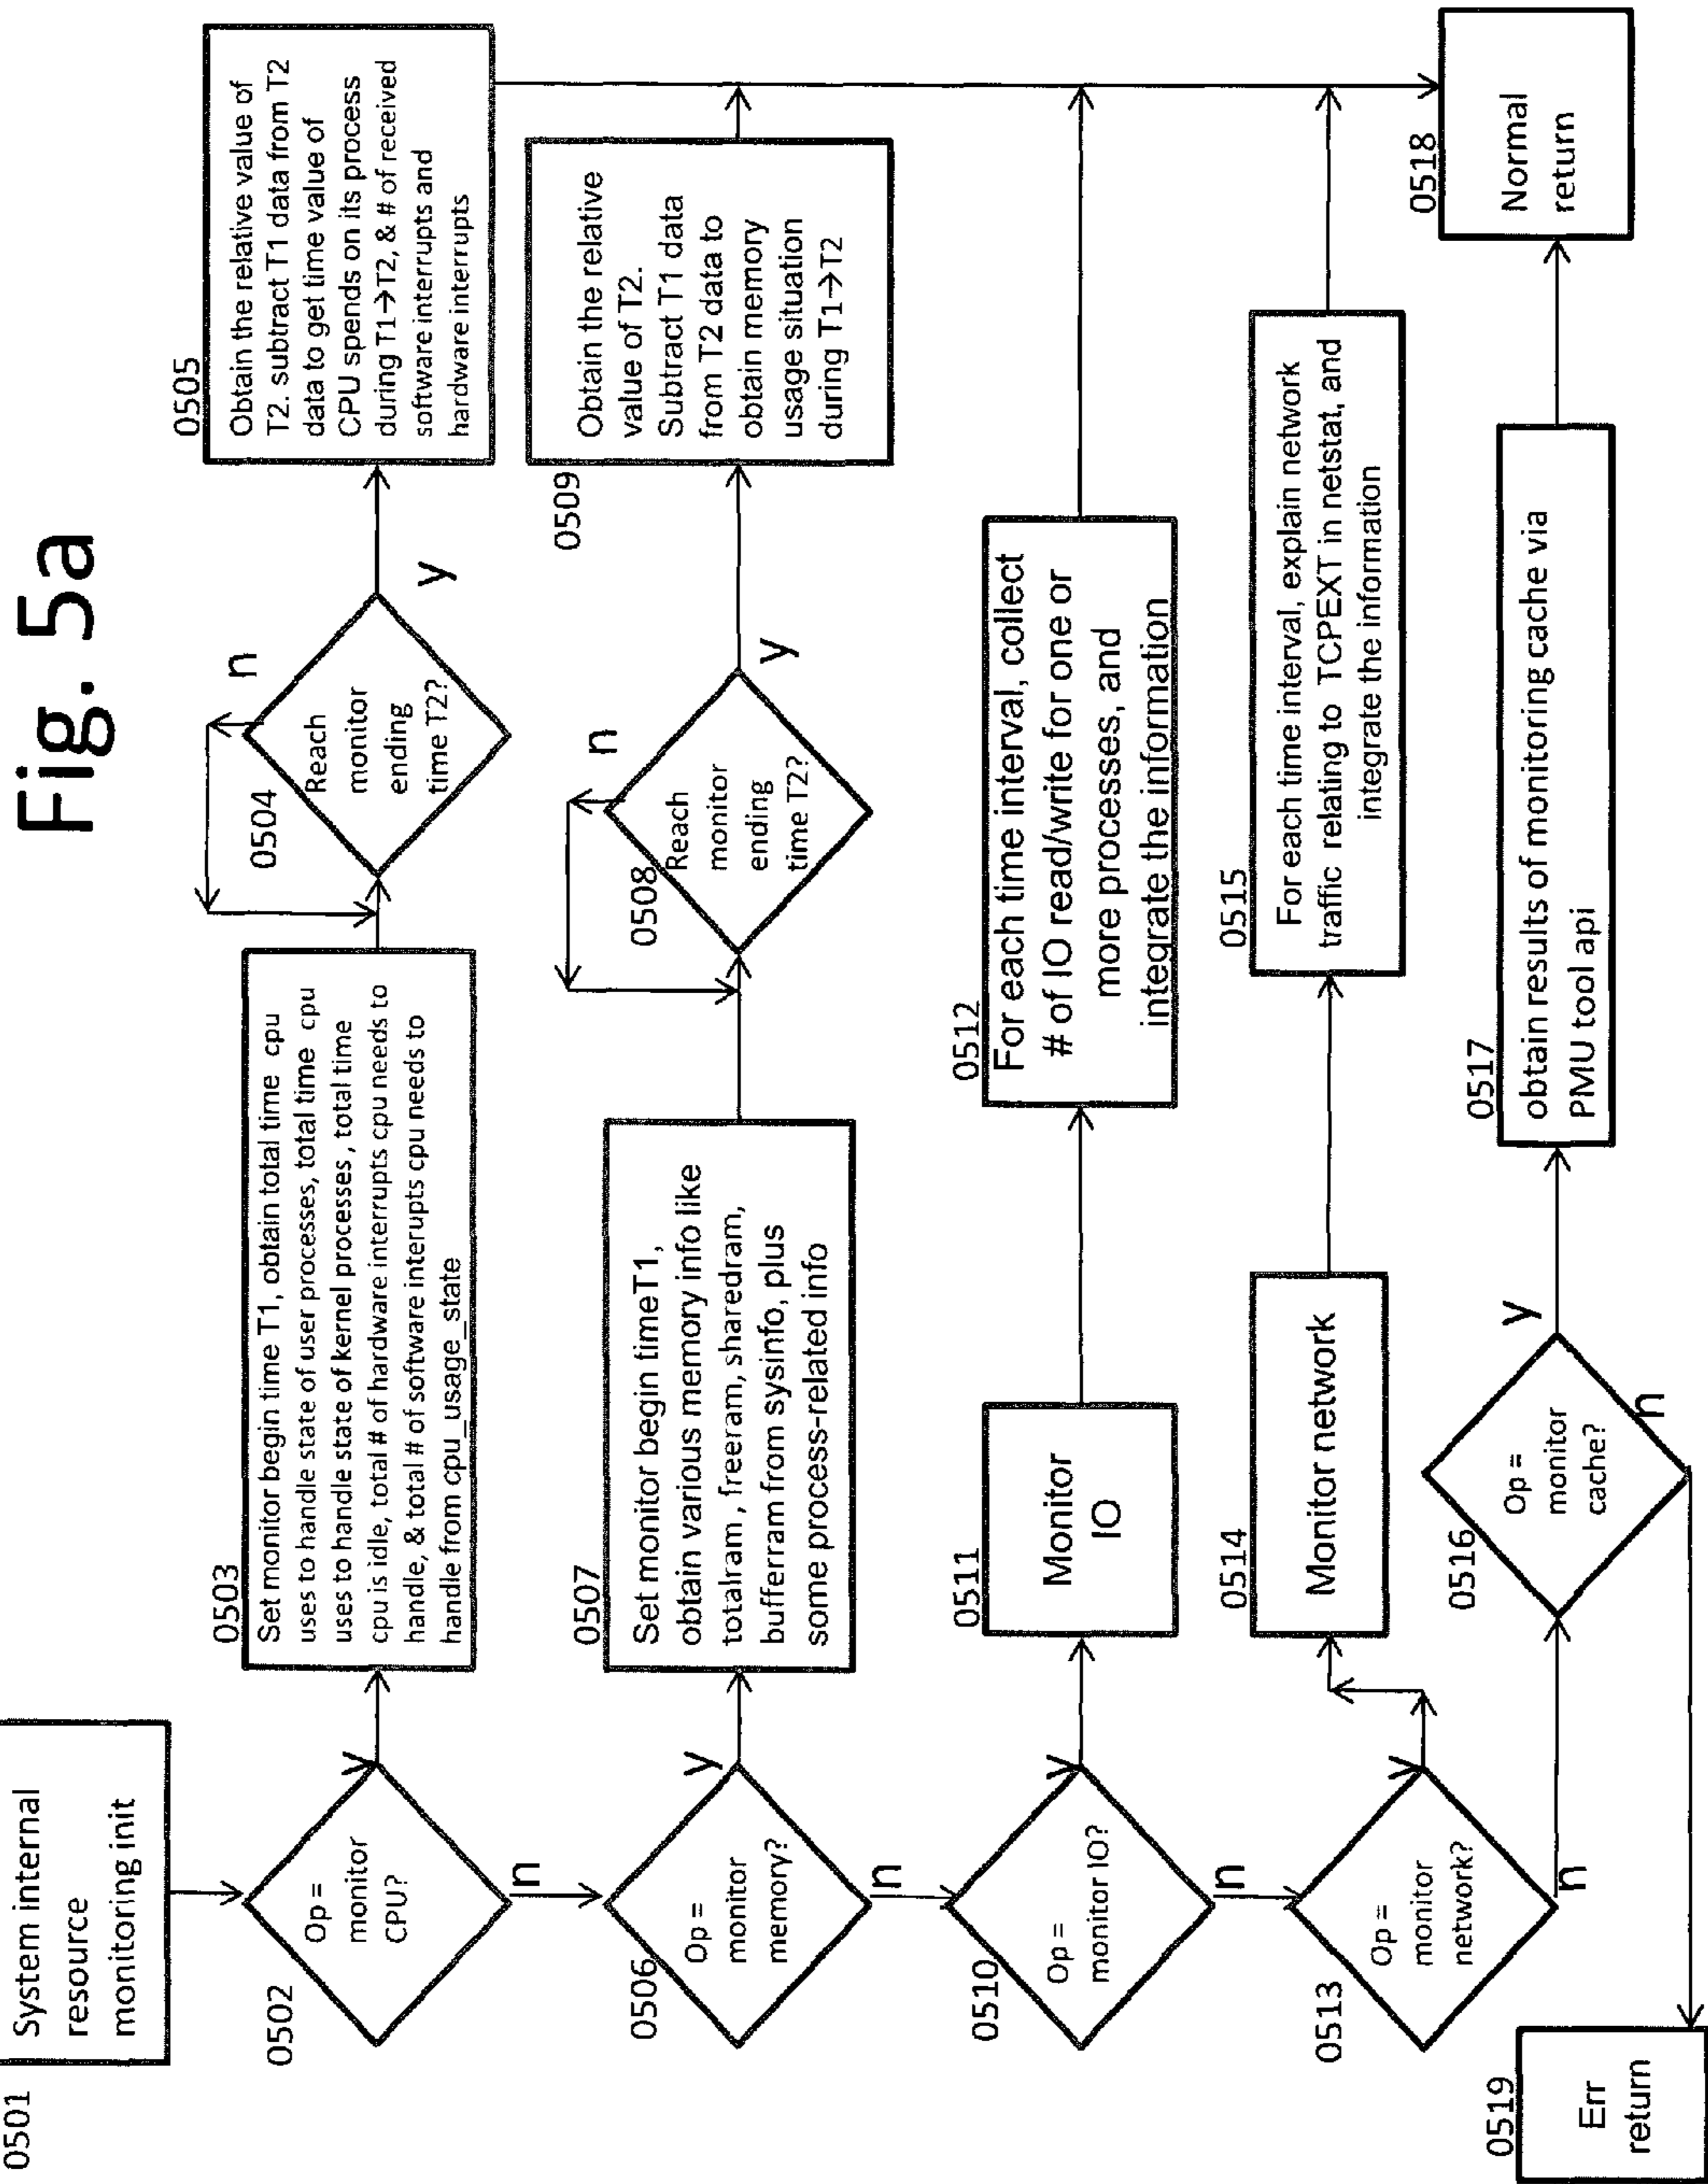 Fig. 5a
0501
System internal
resource
monitoring init
0502
Op =
monitor
CPU?
y
n
0503
Set monitor begin time T1, obtain total time cpu
uses to handle state of user processes, total time cpu
uses to handle state of kernel processes, total time
cpu is idle, total # of hardware interrupts cpu needs to
handle, & total # of software interupts cpu needs to
handle from cpu_usage_state
0504
Reach
monitor
ending
time T2?
n
y
0505
Obtain the relative value of
T2. subtract T1 data from T2
data to get time value of
CPU spends on its process
during T1→T2, & # of received
software interrupts and
hardware interrupts
0506
Op =
monitor
memory?
y
n
0507
Set monitor begin timeT1,
obtain various memory info like
totalram, freeram, sharedram,
bufferram from sysinfo, plus
some process-related info
0508
Reach
monitor
ending
time T2?
n
y
0509
Obtain the relative
value of T2.
Subtract T1 data
from T2 data to
obtain memory
usage situation
during T1→T2
0510
Op =
monitor IO?
y
n
0511
Monitor
IO
0512
For each time interval, collect
# of IO read/write for one or
more processes, and
integrate the information
0513
Op =
monitor
network?
y
n
0514
Monitor network
0515
For each time interval, explain network
traffic relating to TCPEXT in netstat, and
integrate the information
0516
Op =
monitor
cache?
y
n
0517
obtain results of monitoring cache via
PMU tool api
0518
Normal
return
0519
Err
return